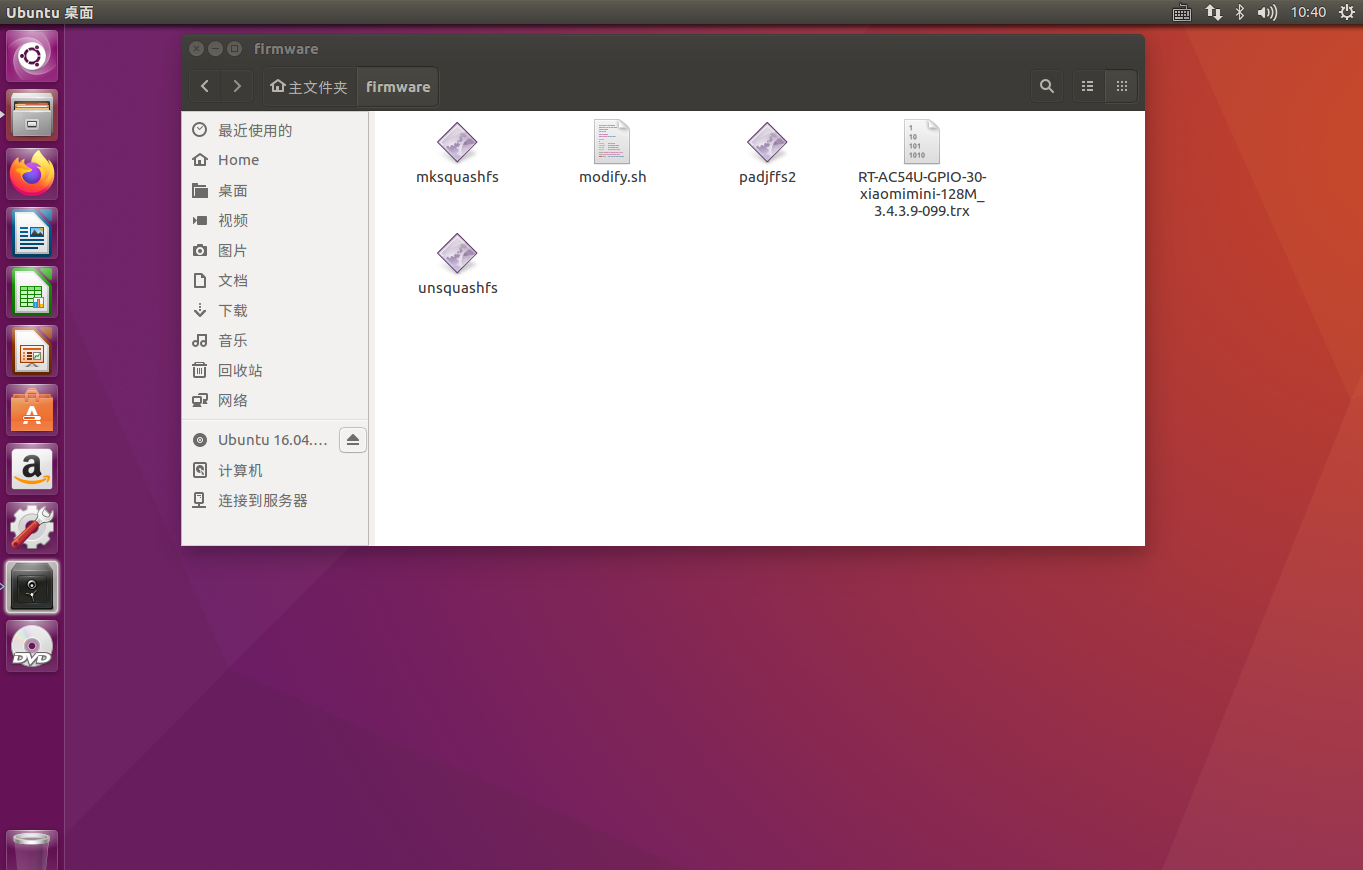 Ubuntu 桌面
10:40
firmware
主文件夹
firmware
最近使用的
Home
桌面
视频
图片
文档
下载
音乐
回收站
网络
Ubuntu 16.04....
计算机
连接到服务器
mksquashfs
modify.sh
padjffs2
1
10
101
1010
RT-AC54U-GPIO-30-
xiaomimini-128M_
3.4.3.9-099.trx
unsquashfs
A
a
DVD